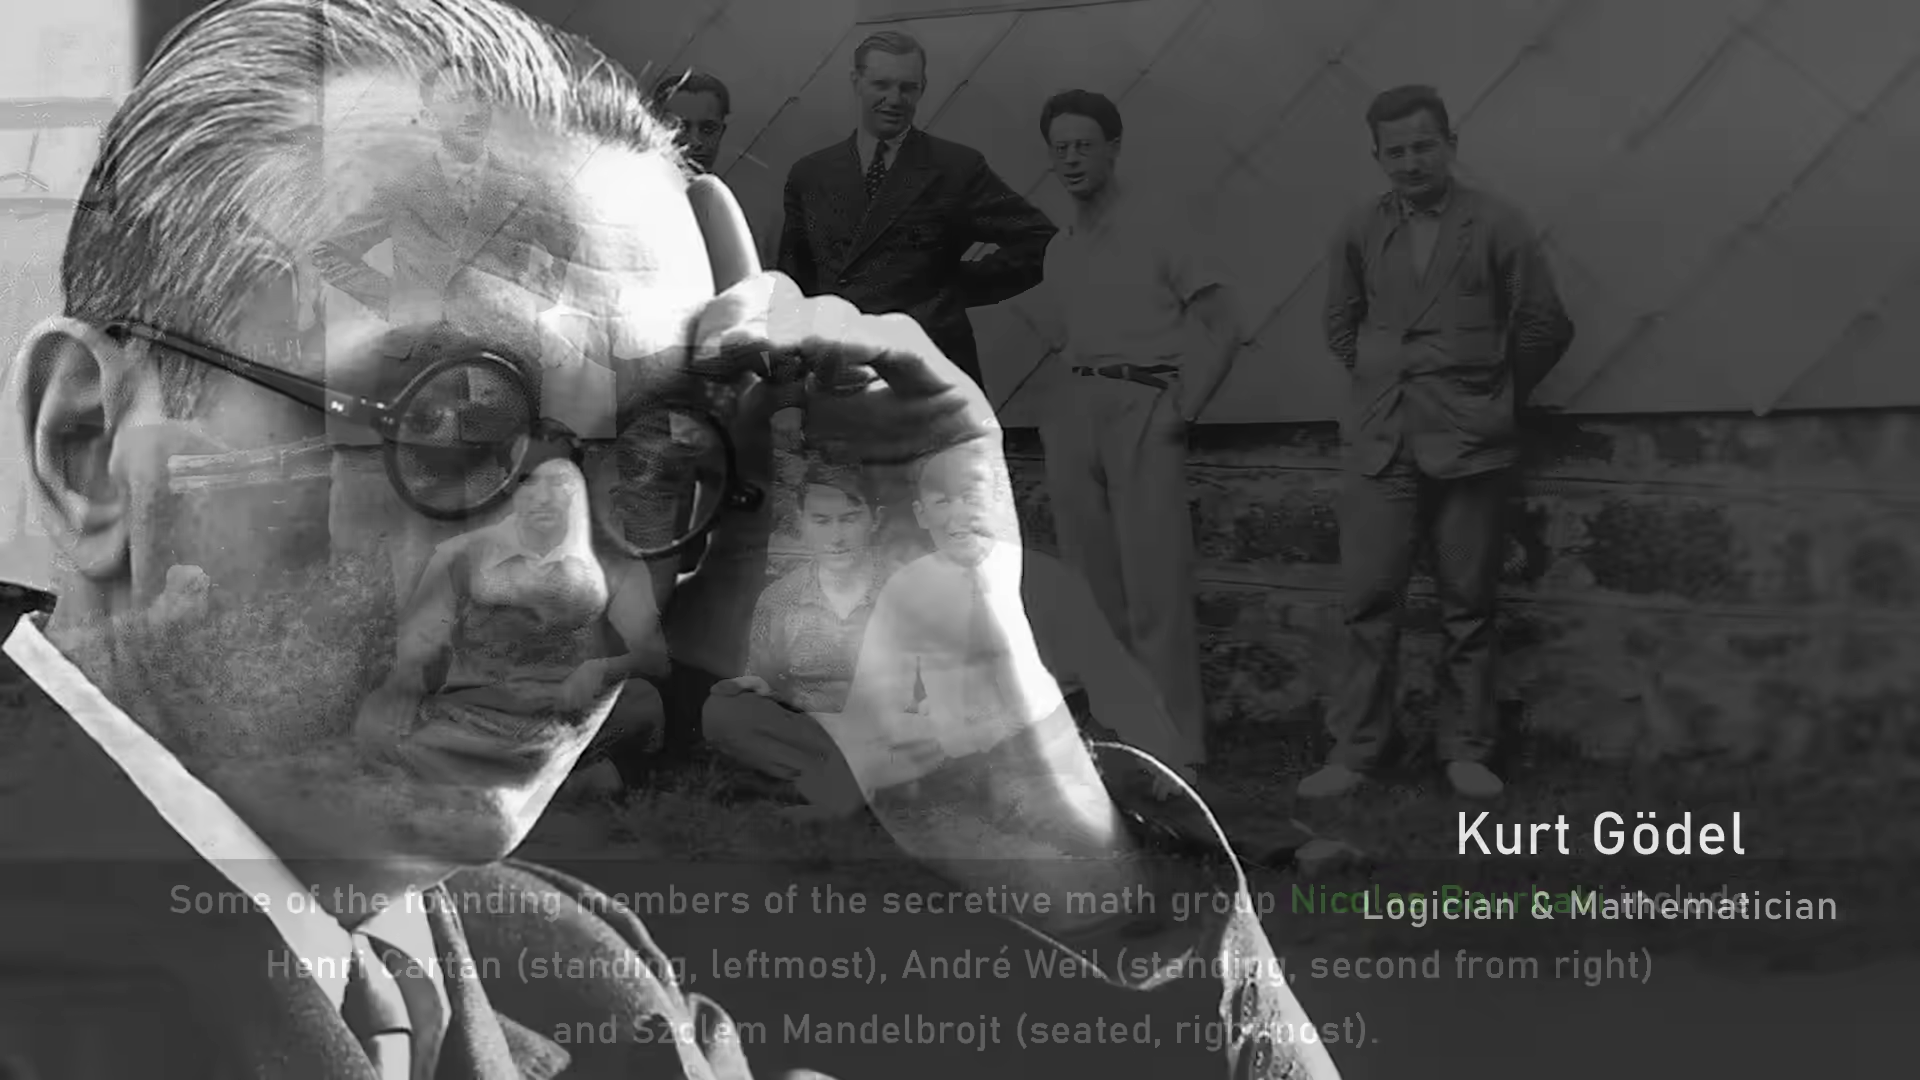 Kurt Gödel
Logician & Mathematician
Some of the founding members of the secretive math group Nicolas Bourbaki include
Henri Cartan (standing, leftmost), André Weil (standing, second from right)
and Szolem Mandelbrojt (seated, rightmost).